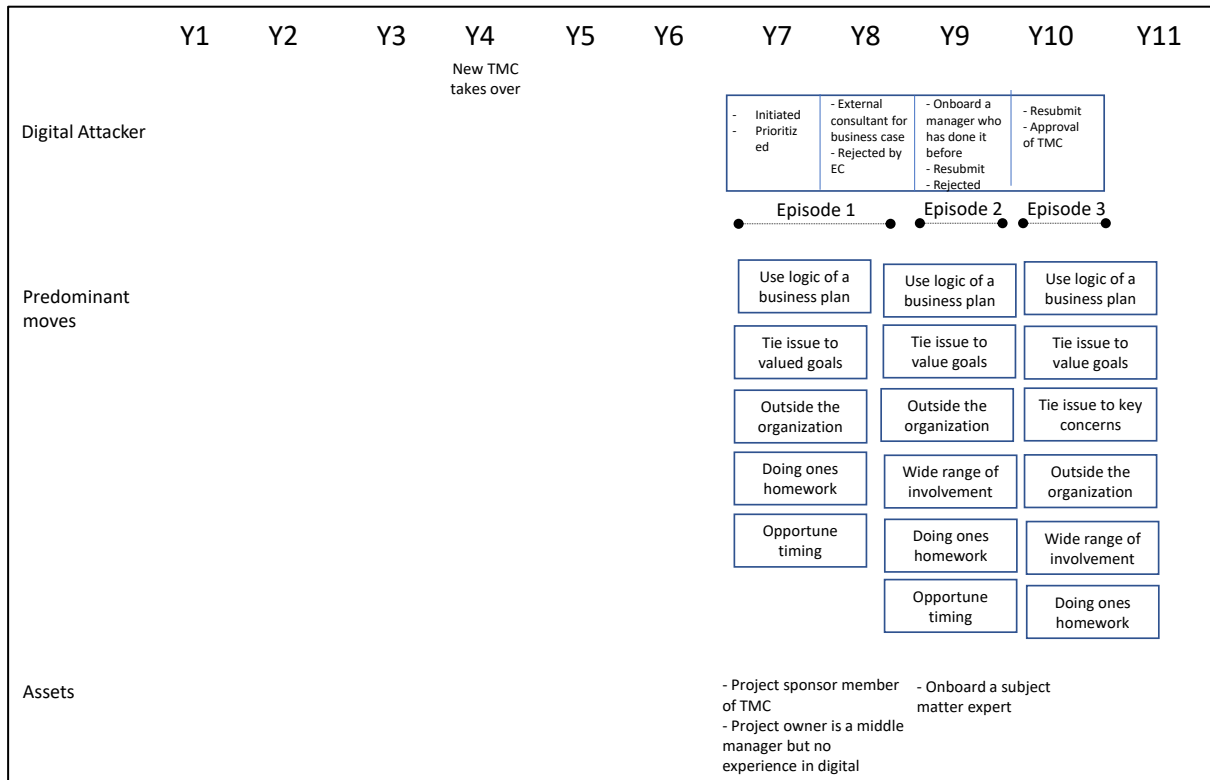 Y1 Y2 Y3 Y4 Y5 Y6 Y7 Y8 Y9 Y10 Y11
New TMC
takes over
Digital Attacker
- Initiated
- Prioritiz
ed
- External
consultant for
business case
- Rejected by
EC
- Onboard a
manager who
has done it
before
- Resubmit
- Rejected
- Resubmit
- Approval
of TMC
Episode 1 Episode 2 Episode 3
Predominant
moves
Use logic of a
business plan
Tie issue to
valued goals
Outside the
organization
Doing ones
homework
Opportune
timing
Use logic of a
business plan
Tie issue to
value goals
Outside the
organization
Wide range of
involvement
Doing ones
homework
Opportune
timing
Use logic of a
business plan
Tie issue to
value goals
Tie issue to key
concerns
Outside the
organization
Wide range of
involvement
Doing ones
homework
Assets
- Project sponsor member
of TMC
- Project owner is a middle
manager but no
experience in digital
- Onboard a subject
matter expert